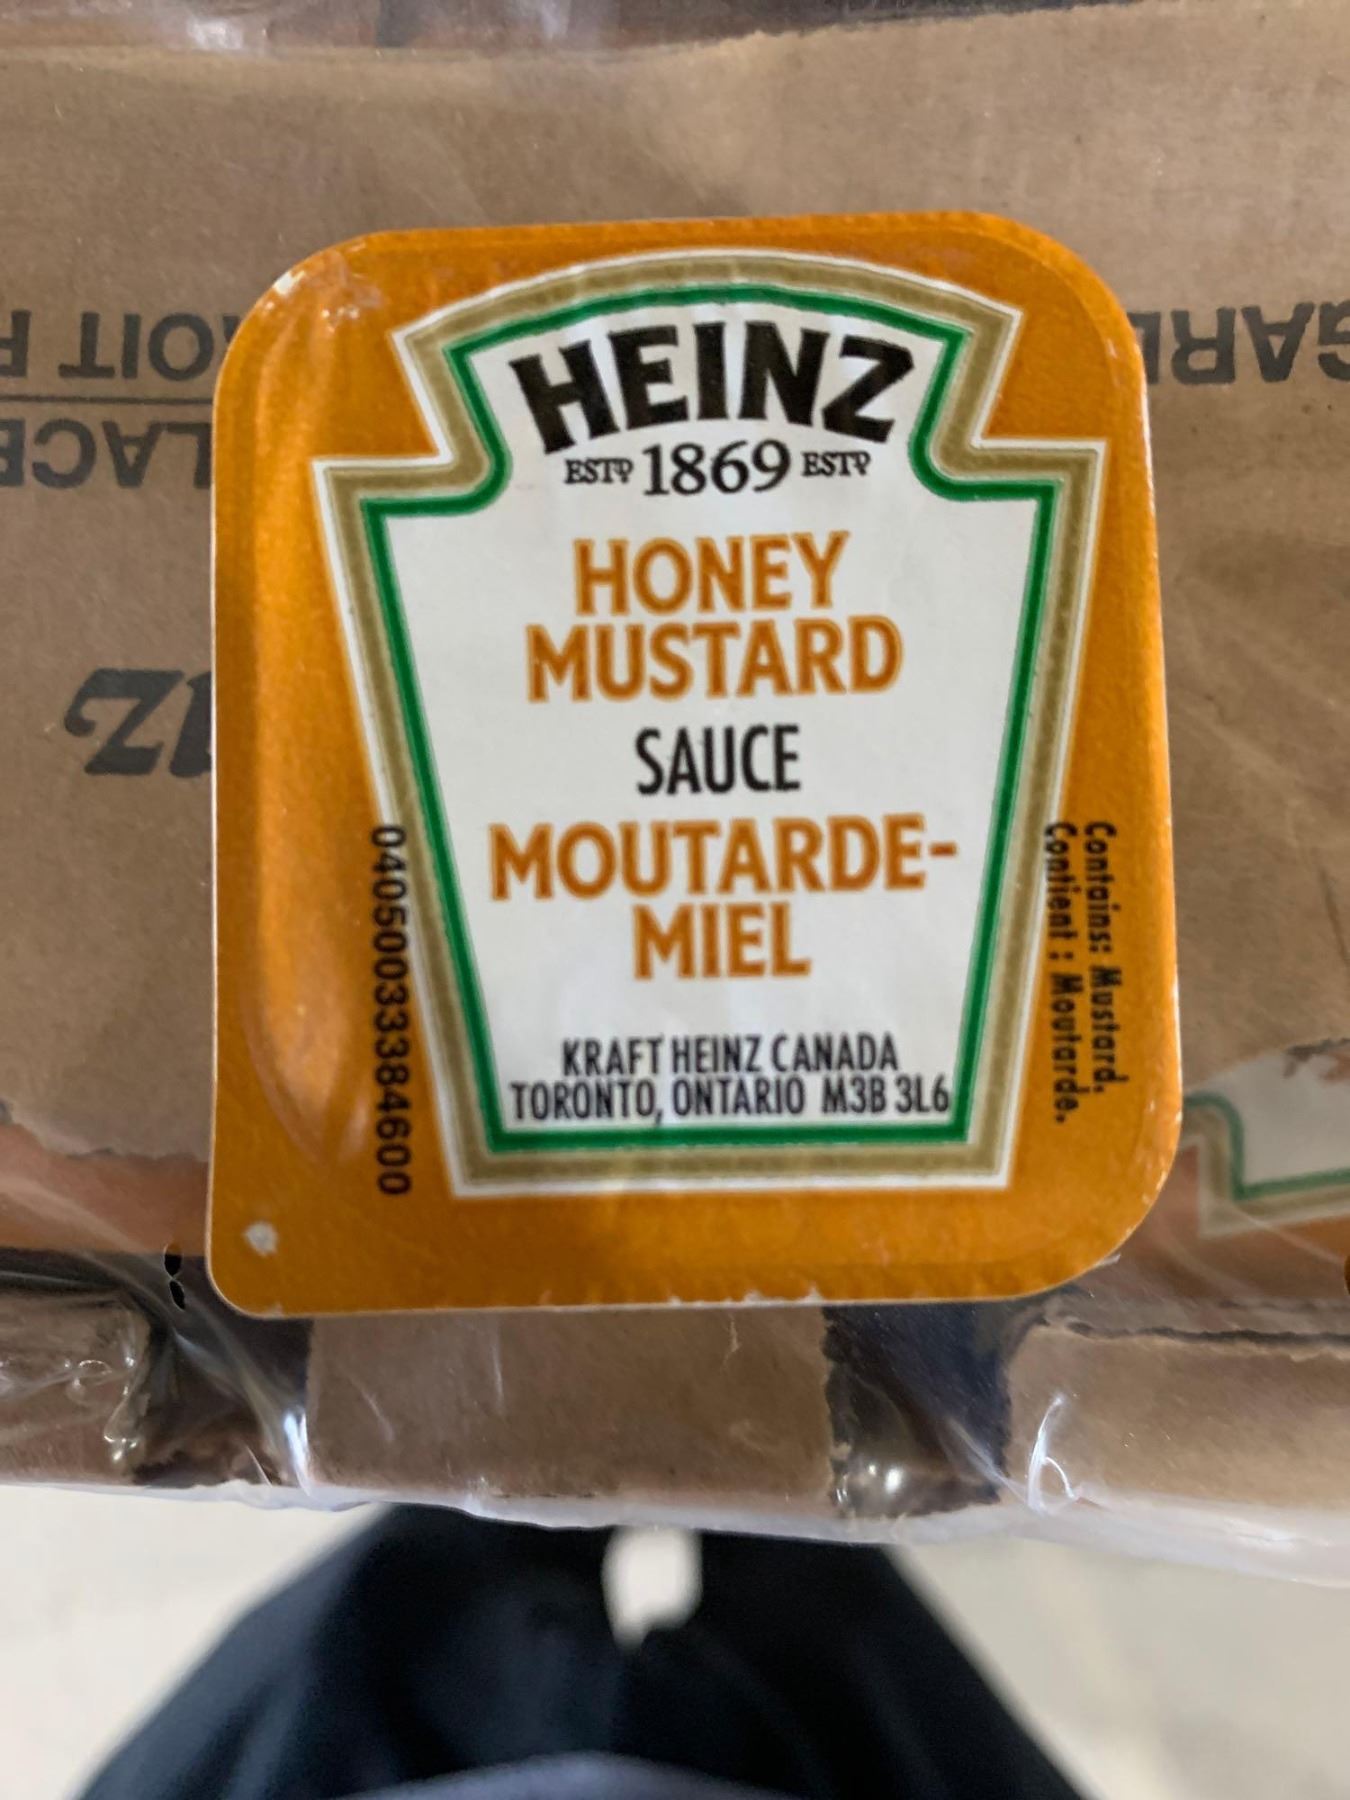 HEINZ
ESTD 1869 ESTD
HONEY
MUSTARD
SAUCE
MOUTARDE-
MIEL
KRAFT HEINZ CANADA
TORONTO, ONTARIO M3B 3L6
0405003384600
Contains: Mustard.
Contient : Moutarde.